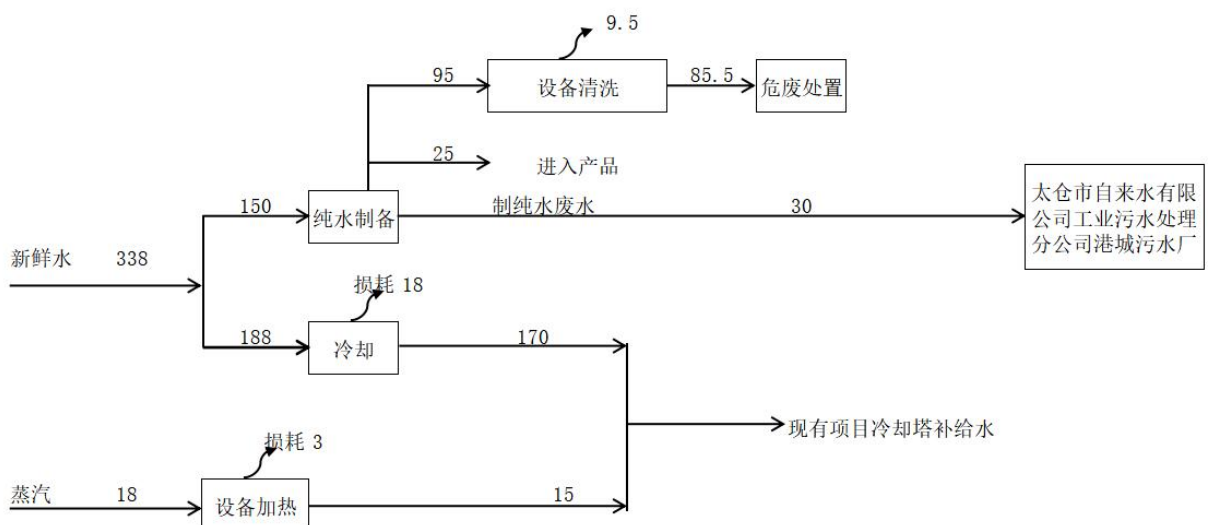 9.5
95
设备清洗
85.5
危废处置
25
进入产品
150
纯水制备
制纯水废水
30
太仓市自来水有限
公司工业污水处理
分公司港城污水厂
新鲜水 338
损耗 18
188
冷却
170
现有项目冷却塔补给水
损耗 3
蒸汽 18
设备加热
15